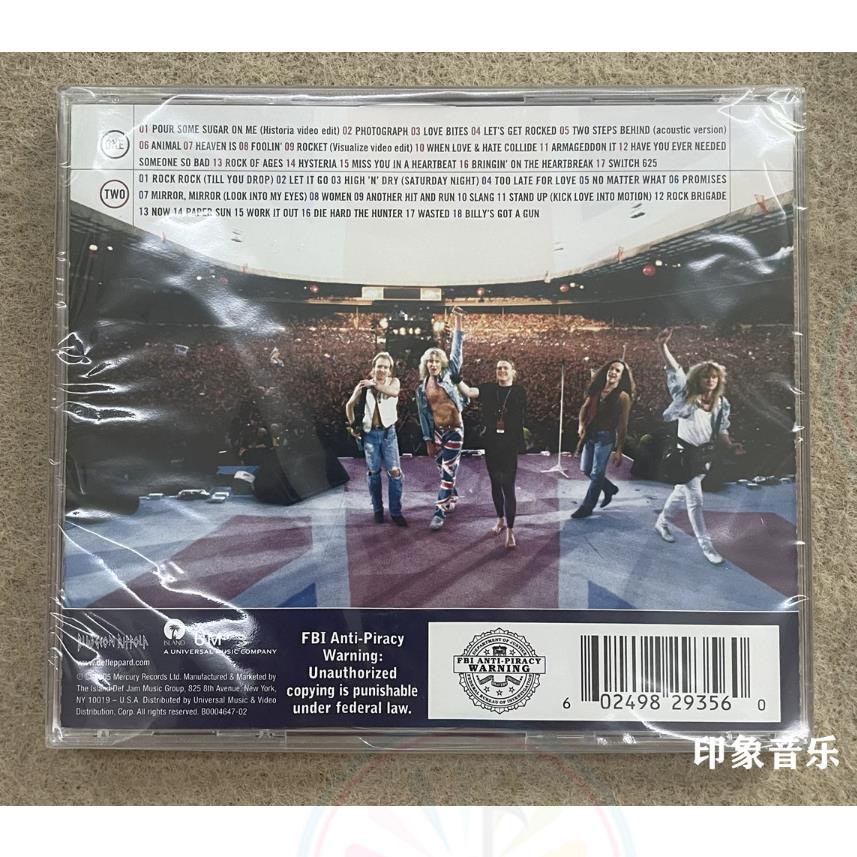 ONE
01 POUR SOME SUGAR ON ME (Historia video edit) 02 PHOTOGRAPH 03 LOVE BITES 04 LET'S GET ROCKED 05 TWO STEPS BEHIND (acoustic version)
06 ANIMAL 07 HEAVEN IS 08 FOOLIN' 09 ROCKET (Visualize video edit) 10 WHEN LOVE & HATE COLLIDE 11 ARMAGEDDON IT 12 HAVE YOU EVER NEEDED
SOMEONE SO BAD 13 ROCK OF AGES 14 HYSTERIA 15 MISS YOU IN A HEARTBEAT 16 BRINGIN' ON THE HEARTBREAK 17 SWITCH 625
TWO
01 ROCK ROCK (TILL YOU DROP) 02 LET IT GO 03 HIGH 'N' DRY (SATURDAY NIGHT) 04 TOO LATE FOR LOVE 05 NO MATTER WHAT 06 PROMISES
07 MIRROR, MIRROR (LOOK INTO MY EYES) 08 WOMEN 09 ANOTHER HIT AND RUN 10 SLANG 11 STAND UP (KICK LOVE INTO MOTION) 12 ROCK BRIGADE
13 NOW 14 PAPER SUN 15 WORK IT OUT 16 DIE HARD THE HUNTER 17 WASTED 18 BILLY'S GOT A GUN
BLUDGEON RIFFOLA
ISLAND
A UNIVERSAL MUSIC COMPANY
www.defleppard.com
2005 Mercury Records Ltd. Manufactured & Marketed by
The Island Def Jam Music Group, 825 8th Avenue, New York,
NY 10019 – U.S.A. Distributed by Universal Music & Video
Distribution, Corp. All rights reserved. B0004647-02
FBI Anti-Piracy
Warning:
Unauthorized
copying is punishable
under federal law.
FBI ANTI-PIRACY
WARNING
6 02498 29356 0
印象音乐